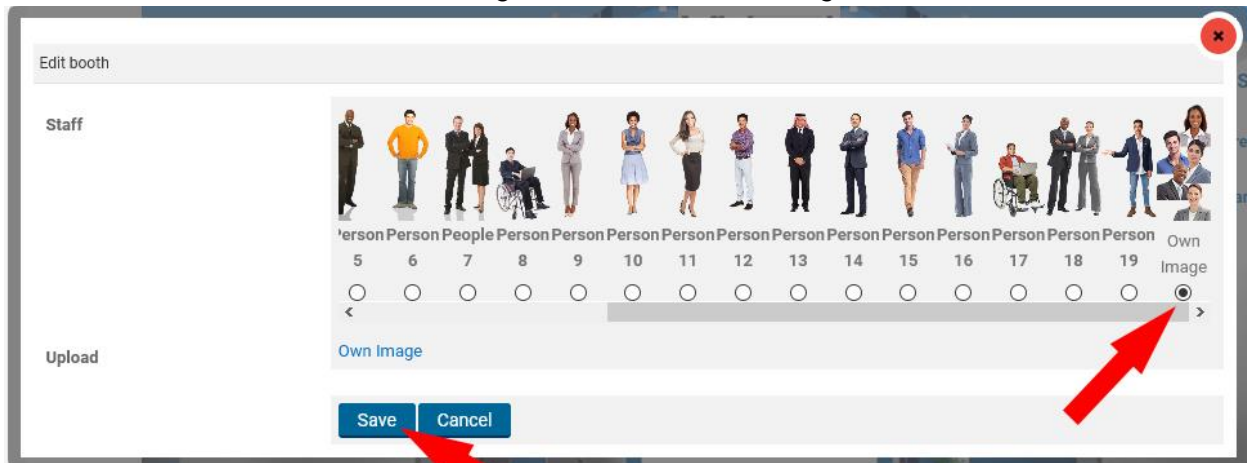 Edit booth
Staff
Person Person People Person Person Person Person Person Person Person Person Person Person Person Person Own
5 6 7 8 9 10 11 12 13 14 15 16 17 18 19 Image
Upload
Own Image
Save Cancel